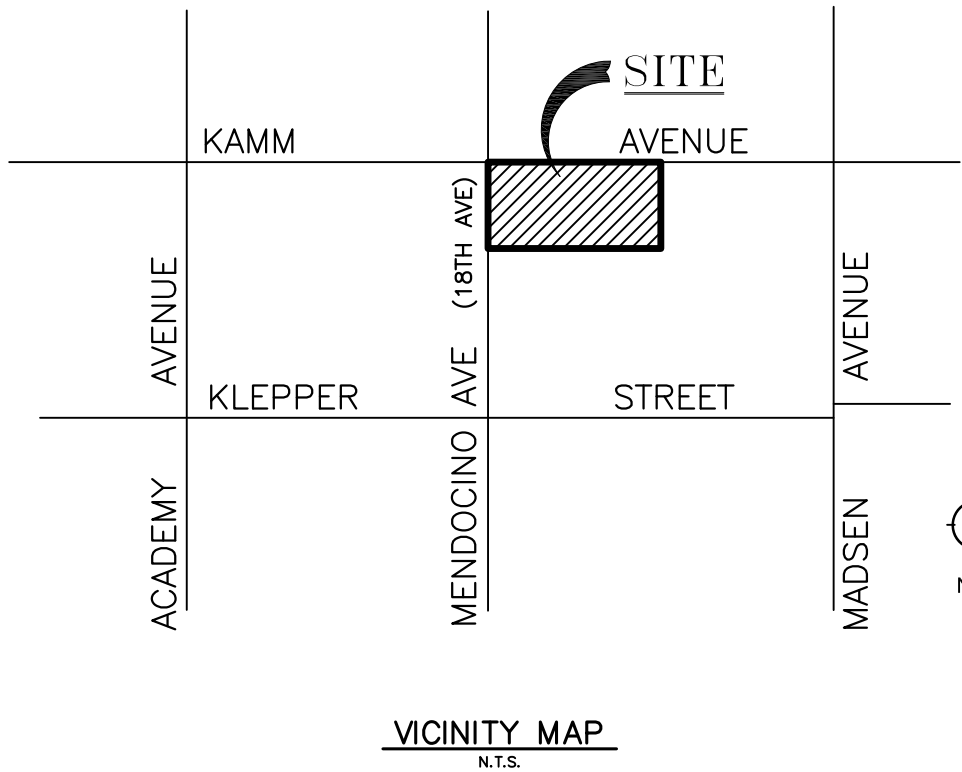 SITE
KAMM AVENUE
(18TH AVE)
AVENUE
AVENUE
KLEPPER STREET
ACADEMY
MENDOCINO AVE
MADSEN
VICINITY MAP
N.T.S.